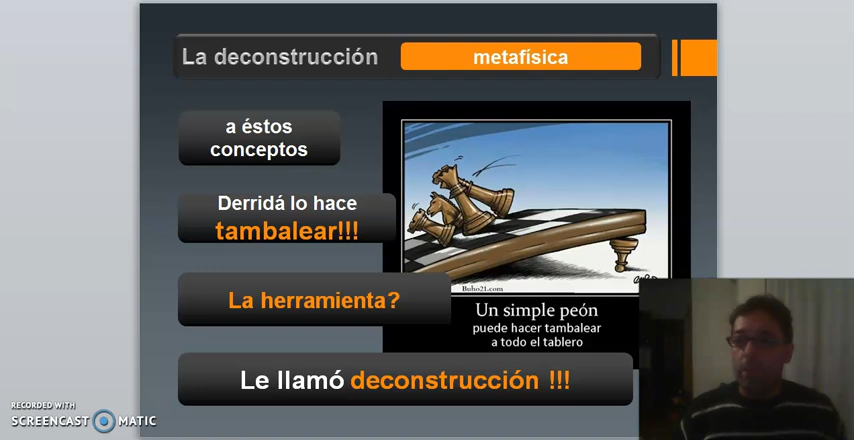 La deconstrucción
metafísica
a éstos
conceptos
Derridá lo hace
tambalear!!!
La herramienta?
Le llamó deconstrucción !!!
Buho21.com
Un simple peón
puede hacer tambalear
a todo el tablero
RECORDED WITH
SCREENCAST MATIC